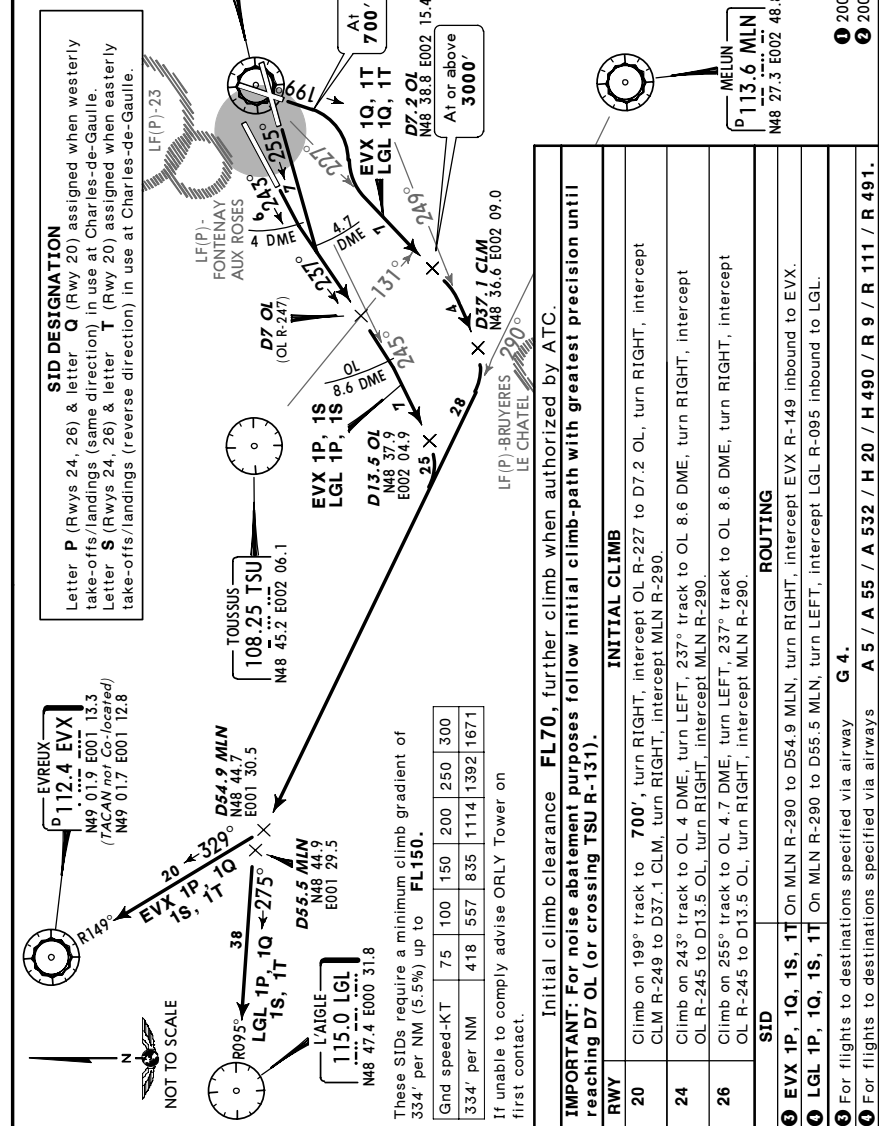 SID DESIGNATION
Letter P (Rwys 24, 26) & letter Q (Rwy 20) assigned when westerly
take-offs/landings (same direction) in use at Charles-de-Gaulle.
Letter S (Rwys 24, 26) & letter T (Rwy 20) assigned when easterly
take-offs/landings (reverse direction) in use at Charles-de-Gaulle.
LF(P)-23
EVREUX
D 112.4 EVX
N49 01.9 E001 13.3
(TACAN not Co-located)
N49 01.7 E001 12.8
NOT TO SCALE
N
R149°
20
329°
EVX 1P, 1Q
1S, 1T
D54.9 MLN
N48 44.7
E001 30.5
R095°
38
275°
LGL 1P, 1Q
1S, 1T
D55.5 MLN
N48 44.9
E001 29.5
L'AIGLE
115.0 LGL
N48 47.4 E000 31.8
TOUSSUS
108.25 TSU
N48 45.2 E002 06.1
LF(P)-
FONTENAY
AUX ROSES
243°
9
4 DME
255°
7
4.7
DME
237°
D7 OL
(OL R-247)
131°
OL
8.6 DME
245°
7
EVX 1P, 1S
LGL 1P, 1S
D13.5 OL
N48 37.9
E002 04.9
25
199°
At
700'
227°
7
EVX 1Q, 1T
LGL 1Q, 1T
D7.2 OL
N48 38.8 E002 15.4
At or above
3000'
249°
4
D37.1 CLM
N48 36.6 E002 09.0
28
290°
LF(P)-BRUYERES
LE CHATEL
MELUN
D 113.6 MLN
N48 27.3 E002 48.8
These SIDs require a minimum climb gradient of
334' per NM (5.5%) up to FL150.
Gnd speed-KT 75 100 150 200 250 300
334' per NM 418 557 835 1114 1392 1671
If unable to comply advise ORLY Tower on
first contact.
Initial climb clearance FL70, further climb when authorized by ATC.
IMPORTANT: For noise abatement purposes follow initial climb-path with greatest precision until
reaching D7 OL (or crossing TSU R-131).
RWY INITIAL CLIMB
20 Climb on 199° track to 700', turn RIGHT, intercept OL R-227 to D7.2 OL, turn RIGHT, intercept
CLM R-249 to D37.1 CLM, turn RIGHT, intercept MLN R-290.
24 Climb on 243° track to OL 4 DME, turn LEFT, 237° track to OL 8.6 DME, turn RIGHT, intercept
OL R-245 to D13.5 OL, turn RIGHT, intercept MLN R-290.
26 Climb on 255° track to OL 4.7 DME, turn LEFT, 237° track to OL 8.6 DME, turn RIGHT, intercept
OL R-245 to D13.5 OL, turn RIGHT, intercept MLN R-290.
SID ROUTING
❸ EVX 1P, 1Q, 1S, 1T On MLN R-290 to D54.9 MLN, turn RIGHT, intercept EVX R-149 inbound to EVX.
❹ LGL 1P, 1Q, 1S, 1T On MLN R-290 to D55.5 MLN, turn LEFT, intercept LGL R-095 inbound to LGL.
❸ For flights to destinations specified via airway G 4.
❹ For flights to destinations specified via airways A 5 / A 55 / A 532 / H 20 / H 490 / R 9 / R 111 / R 491.
❶ 200
❷ 200